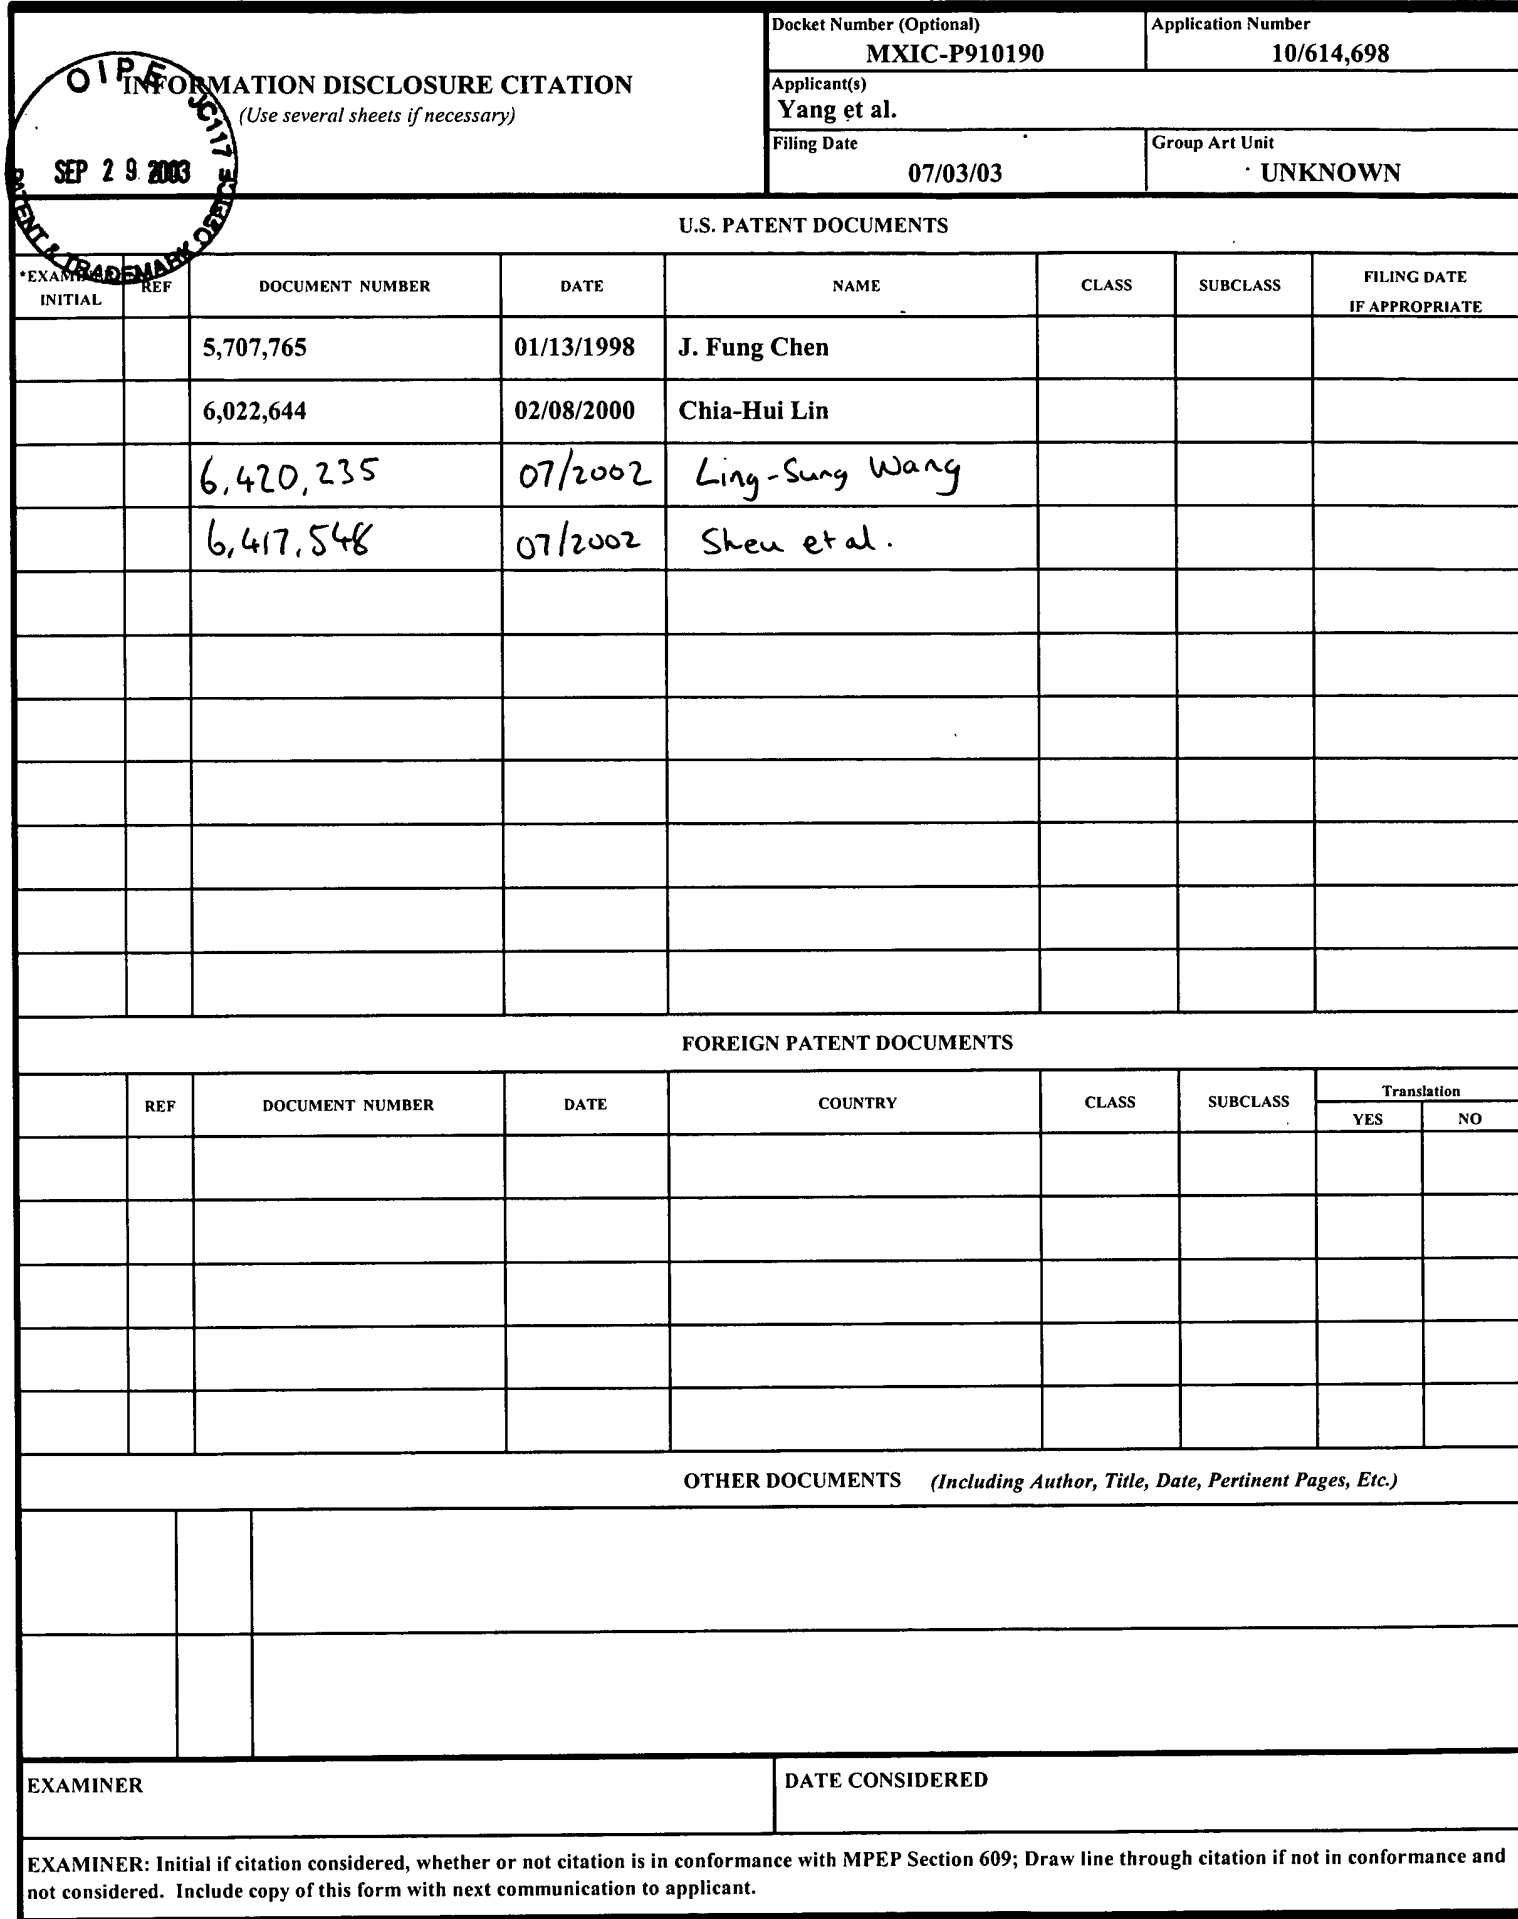 Docket Number (Optional)
MXIC-P910190
Application Number
10/614,698
INFORMATION DISCLOSURE CITATION
(Use several sheets if necessary)
Applicant(s)
Yang et al.
Filing Date
07/03/03
Group Art Unit
UNKNOWN
OIPE JC117
SEP 29 2003
PATENT & TRADEMARK OFFICE
U.S. PATENT DOCUMENTS
*EXAMINER INITIAL REF DOCUMENT NUMBER DATE NAME CLASS SUBCLASS FILING DATE IF APPROPRIATE
5,707,765 01/13/1998 J. Fung Chen
6,022,644 02/08/2000 Chia-Hui Lin
6,420,235 07/2002 Ling-Sung Wang
6,417,548 07/2002 Sheu et al.
FOREIGN PATENT DOCUMENTS
REF DOCUMENT NUMBER DATE COUNTRY CLASS SUBCLASS Translation
YES NO
OTHER DOCUMENTS (Including Author, Title, Date, Pertinent Pages, Etc.)
EXAMINER
DATE CONSIDERED
EXAMINER: Initial if citation considered, whether or not citation is in conformance with MPEP Section 609; Draw line through citation if not in conformance and
not considered. Include copy of this form with next communication to applicant.